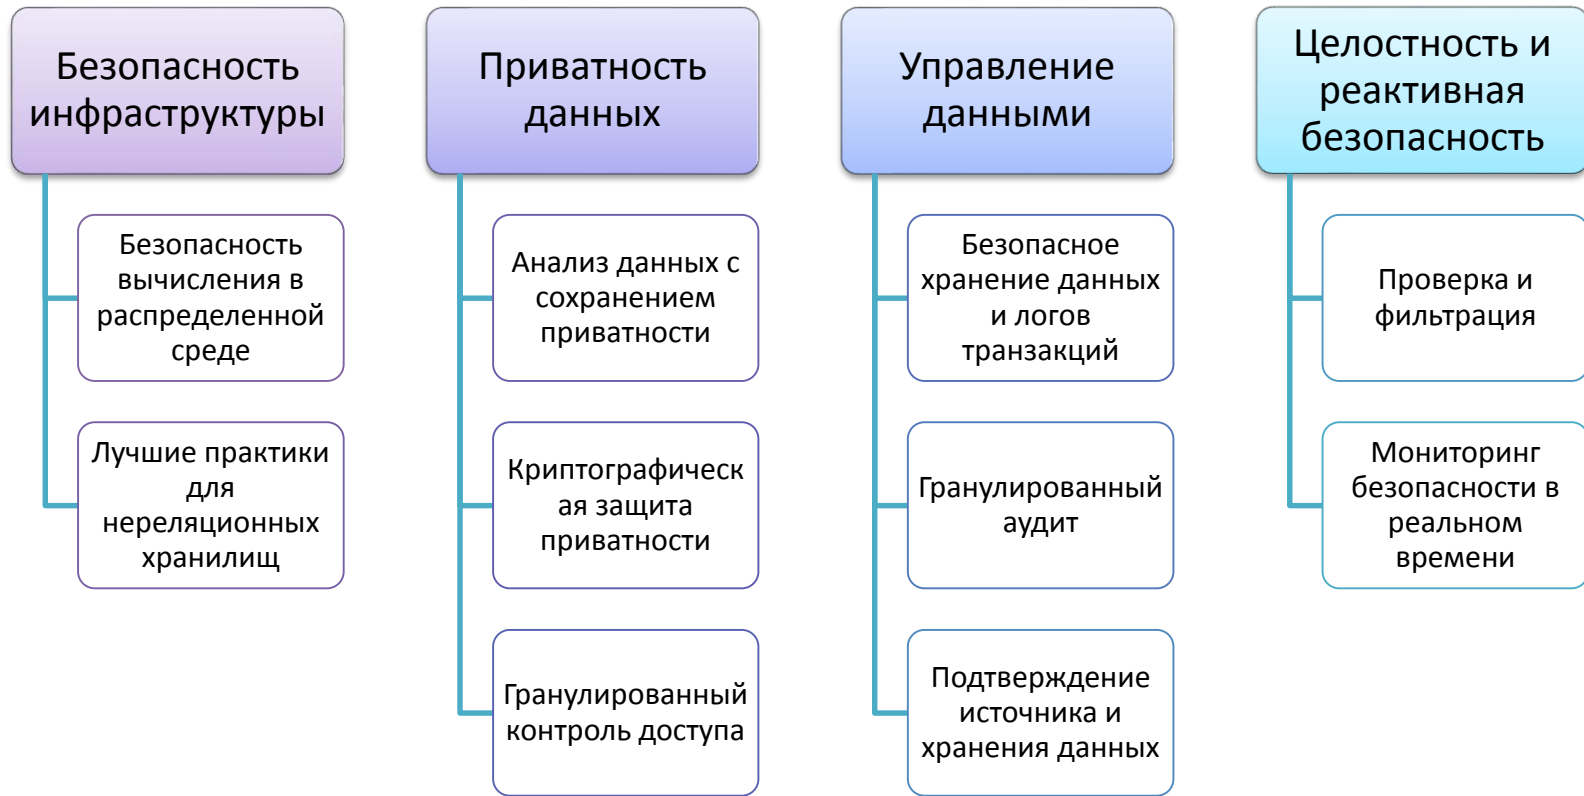 Безопасность
инфраструктуры
Безопасность
вычисления в
распределенной
среде
Лучшие практики
для
нереляционных
хранилищ
Приватность
данных
Анализ данных с
сохранением
приватности
Криптографическ
ая защита
приватности
Гранулированный
контроль доступа
Управление
данными
Безопасное
хранение данных
и логов
транзакций
Гранулированный
аудит
Подтверждение
источника и
хранения данных
Целостность и
реактивная
безопасность
Проверка и
фильтрация
Мониторинг
безопасности в
реальном
времени